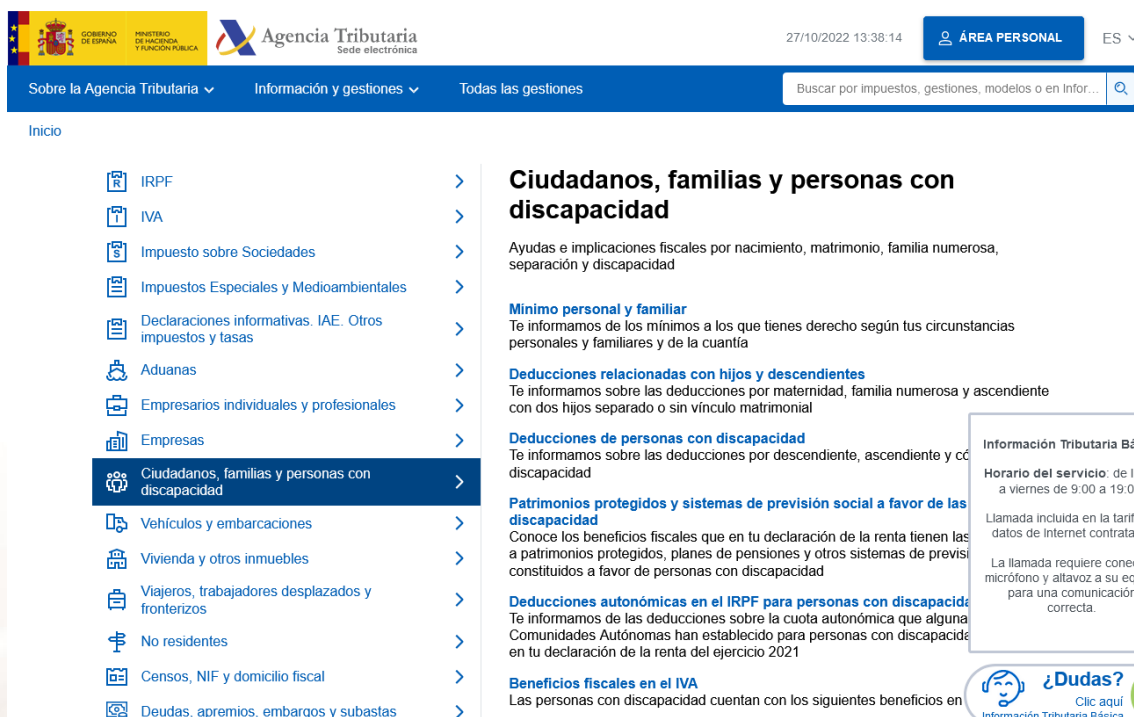 GOBIERNO
DE ESPAÑA
MINISTERIO
DE HACIENDA
Y FUNCIÓN PÚBLICA
Agencia Tributaria
Sede electrónica
27/10/2022 13:38:14
ÁREA PERSONAL
ES
Sobre la Agencia Tributaria
Información y gestiones
Todas las gestiones
Buscar por impuestos, gestiones, modelos o en Infor...
Inicio
R
IRPF
I
IVA
S
Impuesto sobre Sociedades
Impuestos Especiales y Medioambientales
Declaraciones informativas. IAE. Otros
impuestos y tasas
Aduanas
Empresarios individuales y profesionales
Empresas
Ciudadanos, familias y personas con
discapacidad
Vehículos y embarcaciones
Vivienda y otros inmuebles
Viajeros, trabajadores desplazados y
fronterizos
No residentes
Censos, NIF y domicilio fiscal
Deudas, apremios, embargos y subastas
Ciudadanos, familias y personas con
discapacidad
Ayudas e implicaciones fiscales por nacimiento, matrimonio, familia numerosa,
separación y discapacidad
Mínimo personal y familiar
Te informamos de los mínimos a los que tienes derecho según tus circunstancias
personales y familiares y de la cuantía
Deducciones relacionadas con hijos y descendientes
Te informamos sobre las deducciones por maternidad, familia numerosa y ascendiente
con dos hijos separado o sin vínculo matrimonial
Deducciones de personas con discapacidad
Te informamos sobre las deducciones por descendiente, ascendiente y có
discapacidad
Patrimonios protegidos y sistemas de previsión social a favor de las
discapacidad
Conoce los beneficios fiscales que en tu declaración de la renta tienen las
a patrimonios protegidos, planes de pensiones y otros sistemas de previsi
constituidos a favor de personas con discapacidad
Deducciones autonómicas en el IRPF para personas con discapacida
Te informamos de las deducciones sobre la cuota autonómica que alguna
Comunidades Autónomas han establecido para personas con discapacida
en tu declaración de la renta del ejercicio 2021
Beneficios fiscales en el IVA
Las personas con discapacidad cuentan con los siguientes beneficios en
Información Tributaria Bá
Horario del servicio: de l
a viernes de 9:00 a 19:0
Llamada incluida en la tarif
datos de Internet contrata
La llamada requiere conec
micrófono y altavoz a su eq
para una comunicación
correcta.
¿Dudas?
Clic aquí
Información Tributaria Básica